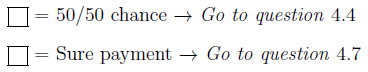 □ = 50/50 chance → Go to question 4.4
□ = Sure payment → Go to question 4.7